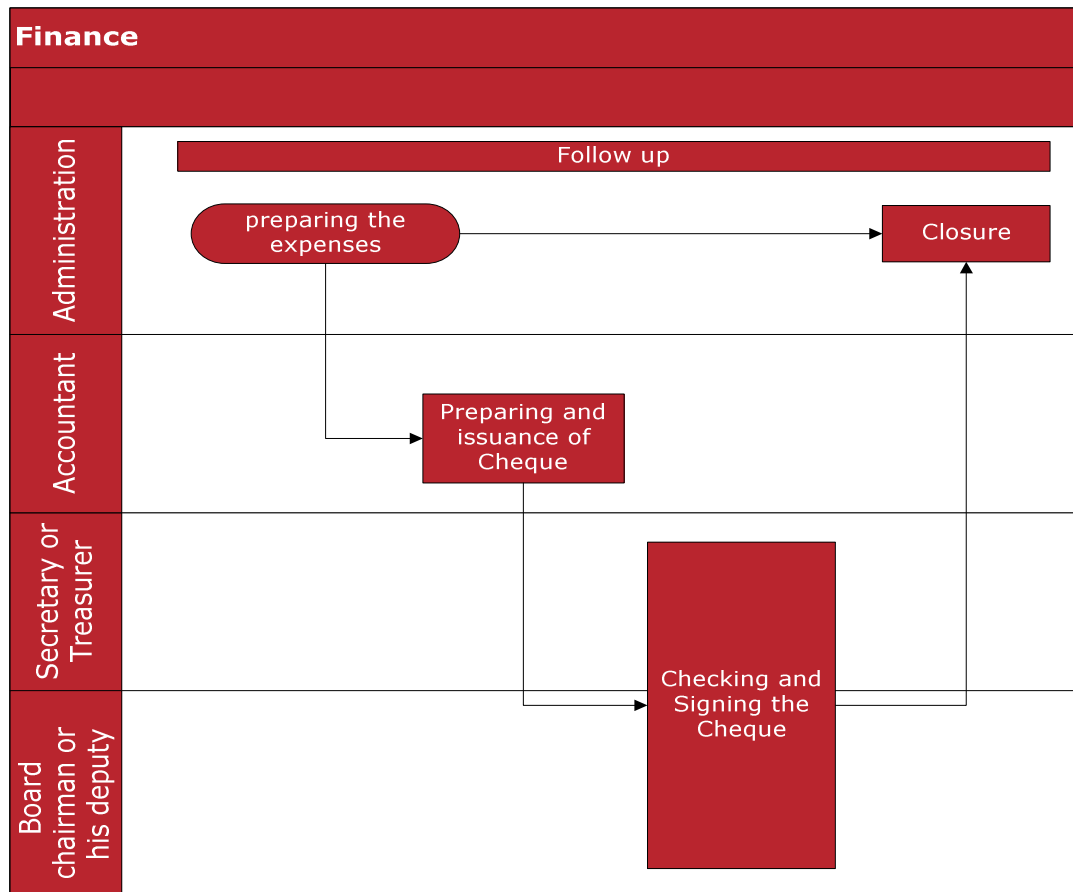 Finance
Administration
Follow up
preparing the
expenses
Closure
Accountant
Preparing and
issuance of
Cheque
Secretary or
Treasurer
Checking and
Signing the
Cheque
Board
chairman or
his deputy